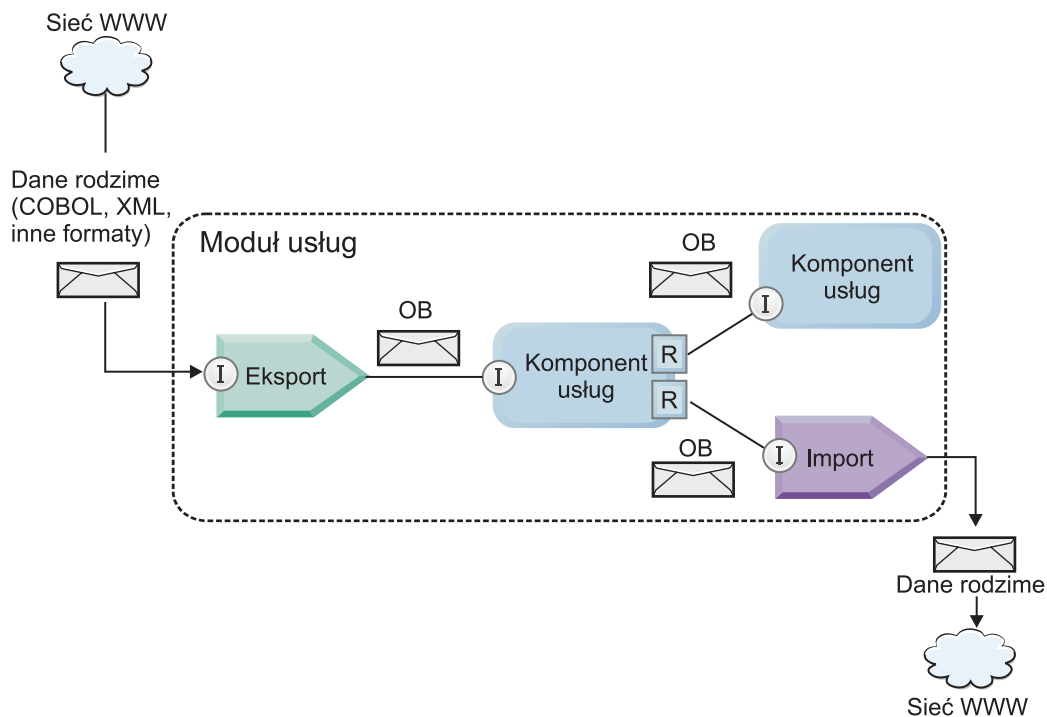 Sieć WWW
Dane rodzime
(COBOL, XML,
inne formaty)
Moduł usług
OB
Komponent
usług
I
OB
I
Eksport
I
Komponent
usług
R
R
OB
I
Import
Dane rodzime
Sieć WWW